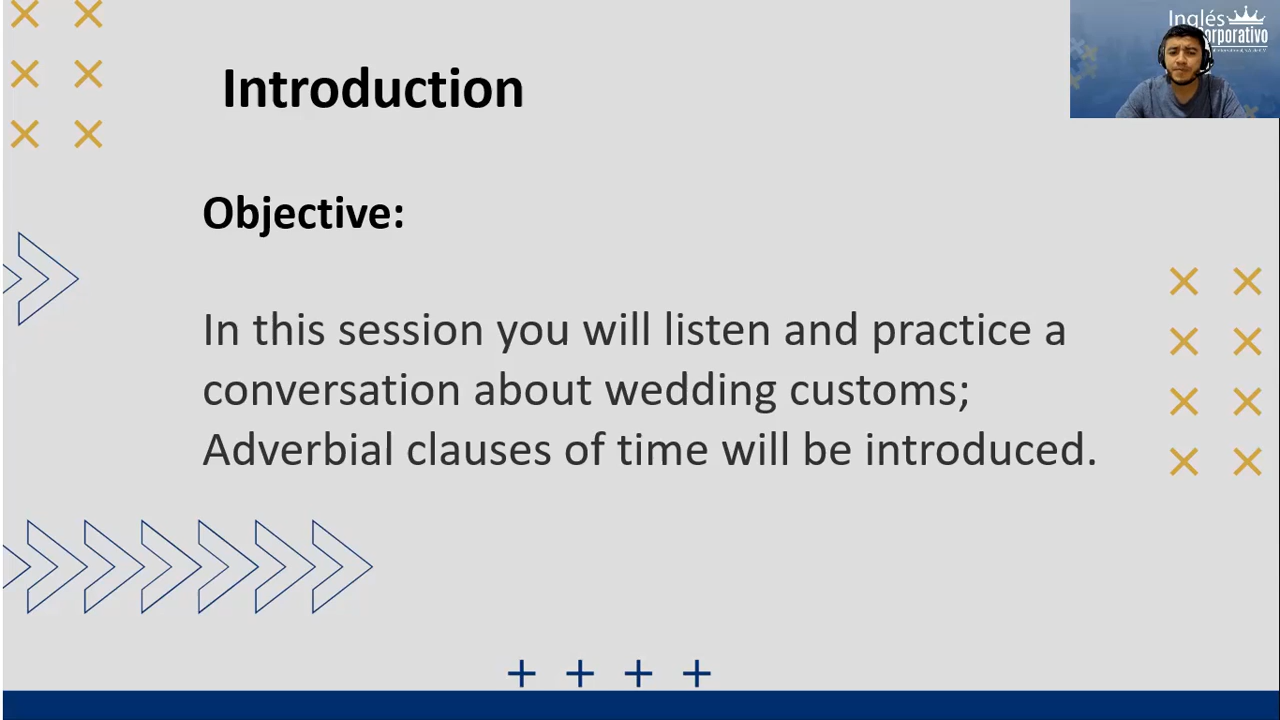 Introduction
Inglés
Corporativo
Objective:
In this session you will listen and practice a
conversation about wedding customs;
Adverbial clauses of time will be introduced.